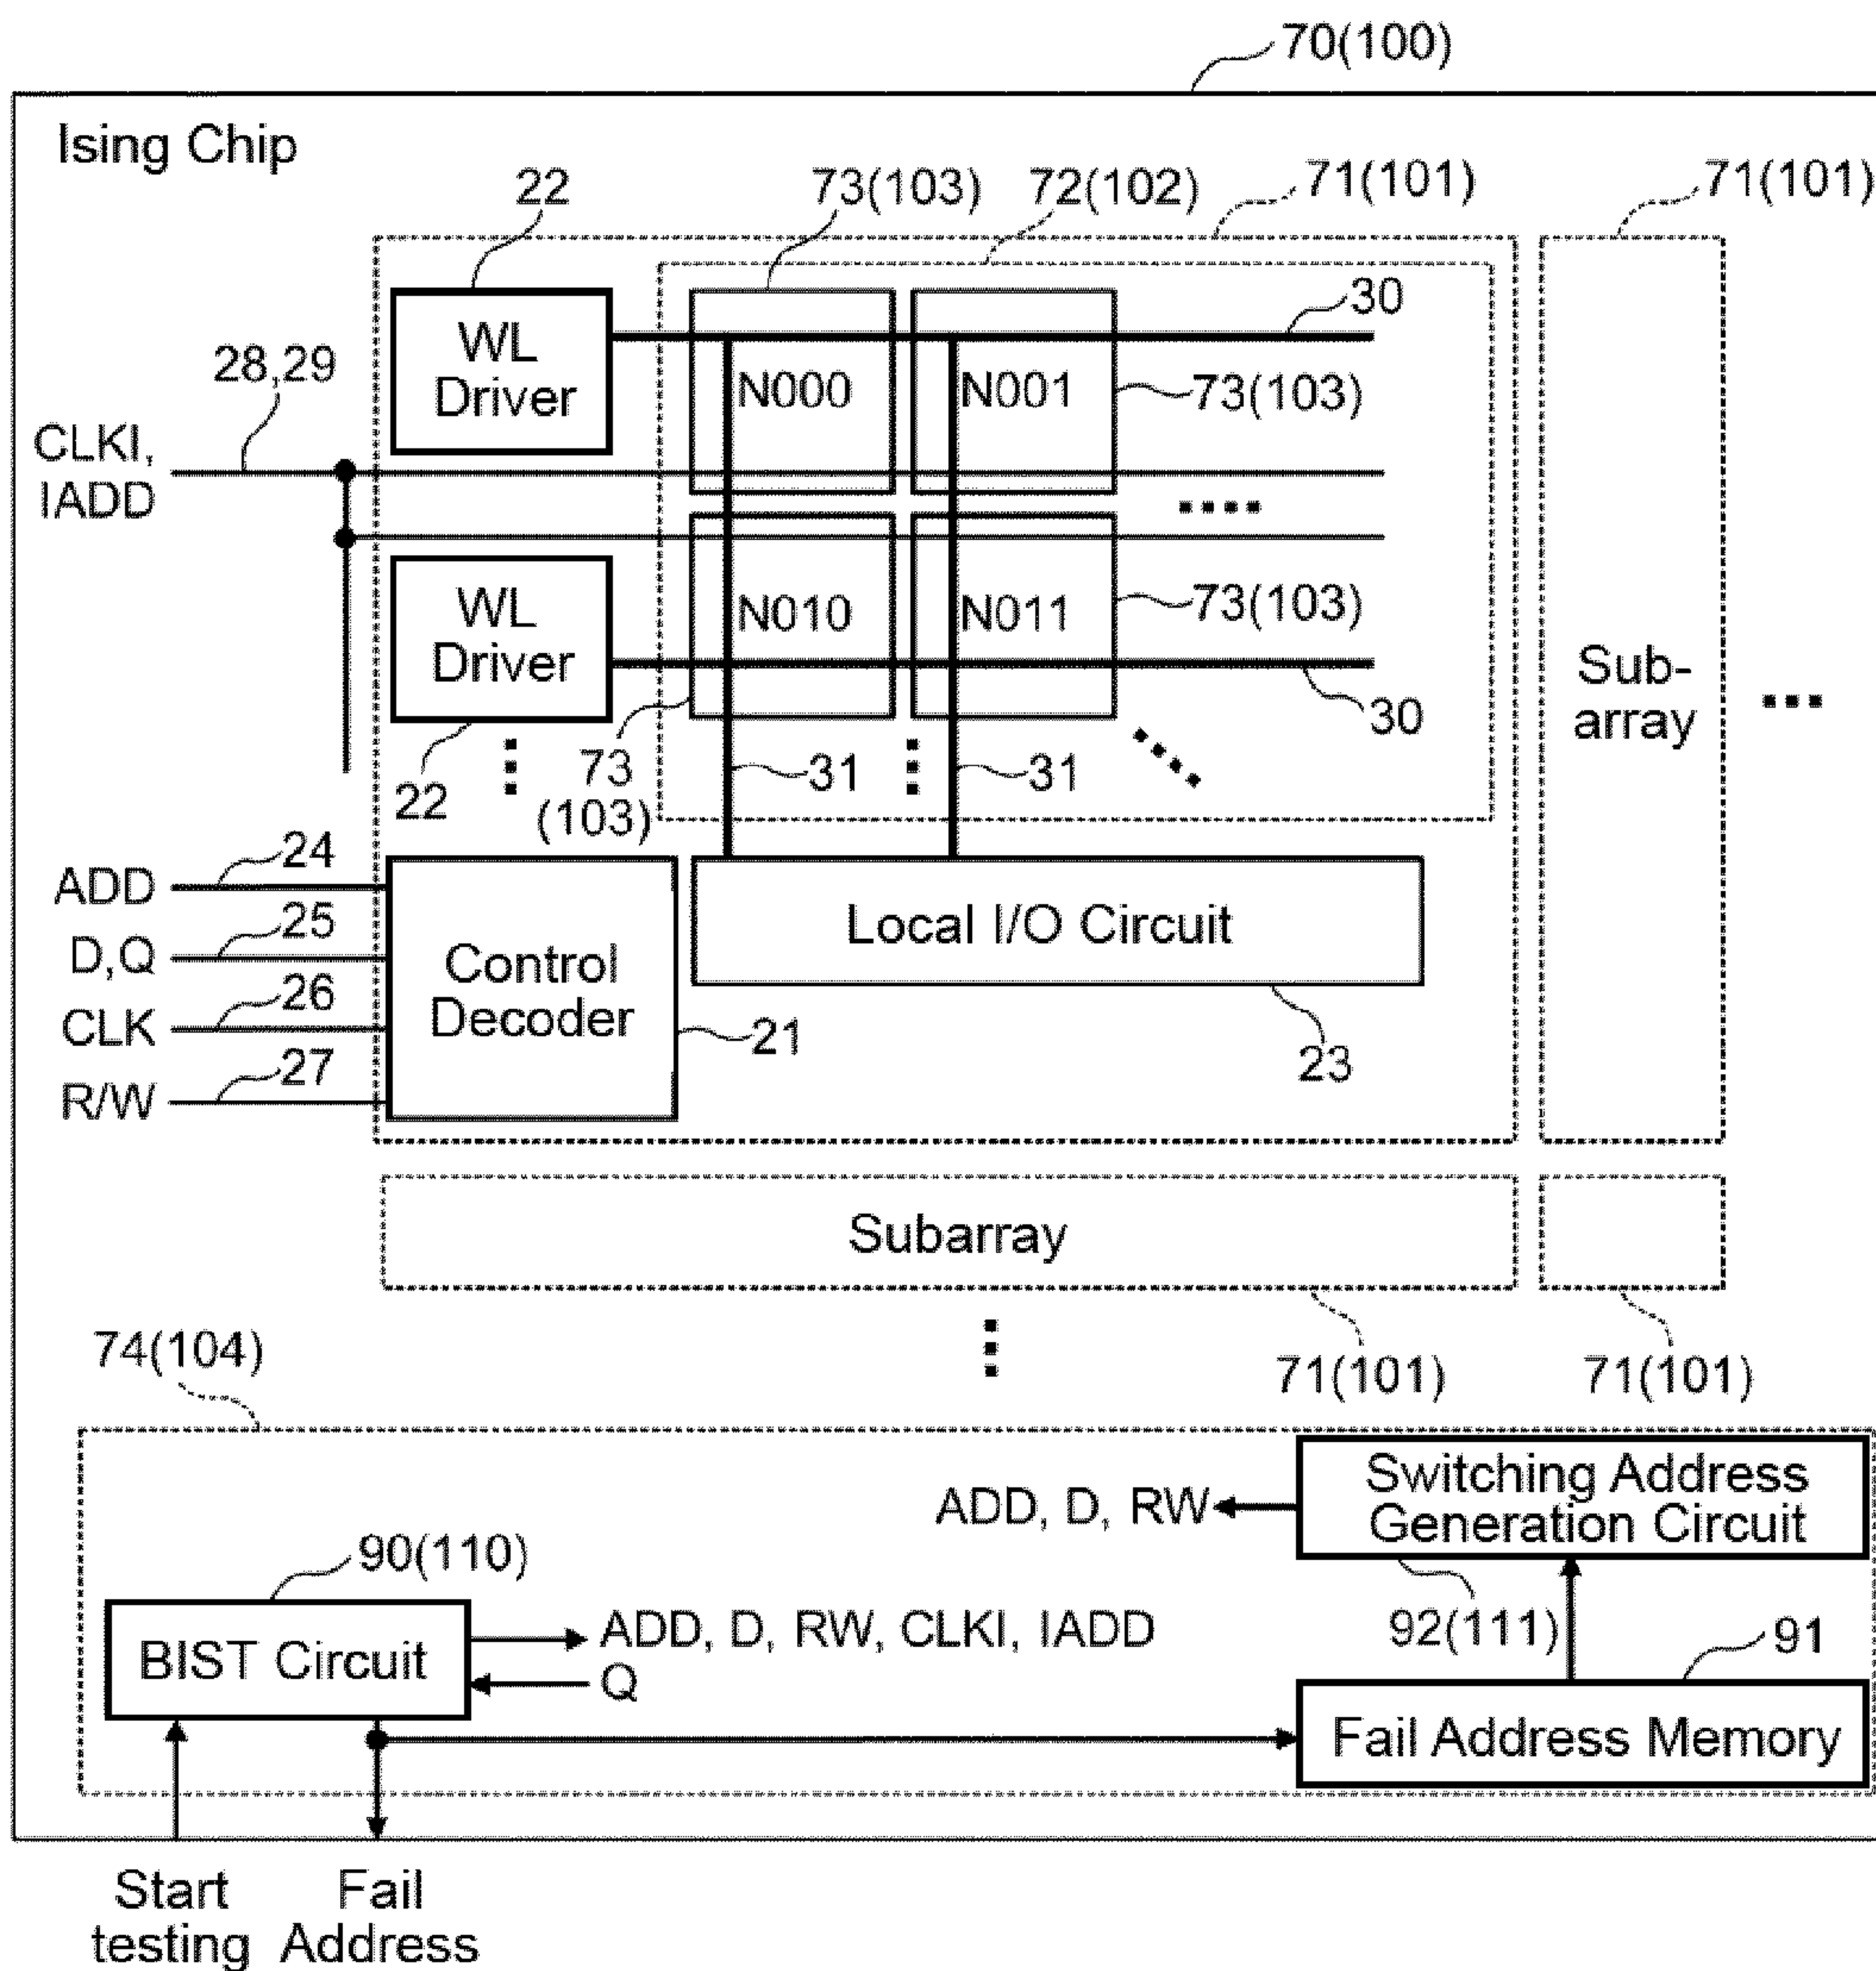 70(100)
Ising Chip
22
73(103)
72(102)
71(101)
71(101)
WL
Driver
30
28,29
N000
N001
73(103)
CLKI,
IADD
WL
Driver
N010
N011
73(103)
Sub-
array
30
22
73
(103)
31
31
ADD
24
D,Q
25
CLK
26
R/W
27
Control
Decoder
21
Local I/O Circuit
23
Subarray
71(101)
71(101)
74(104)
Switching Address
Generation Circuit
ADD, D, RW
92(111)
90(110)
BIST Circuit
ADD, D, RW, CLKI, IADD
Q
91
Fail Address Memory
Start
testing
Fail
Address